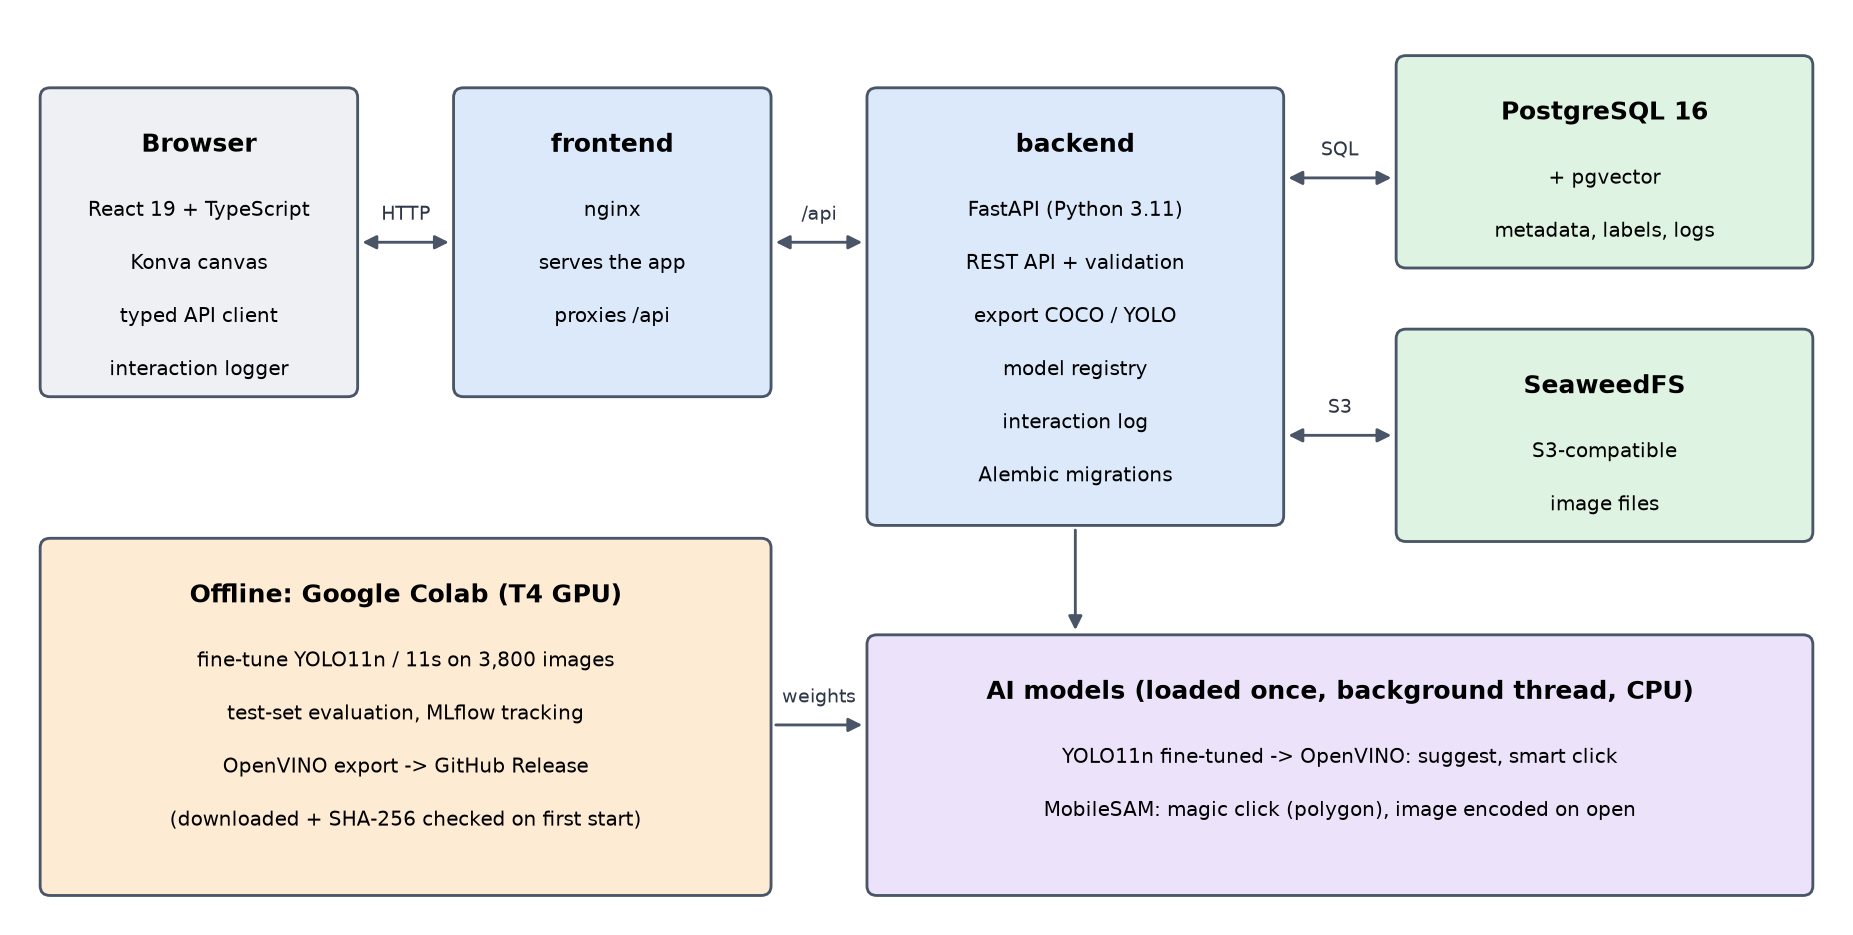 Browser
React 19 + TypeScript
Konva canvas
typed API client
interaction logger
HTTP
frontend
nginx
serves the app
proxies /api
/api
backend
FastAPI (Python 3.11)
REST API + validation
export COCO / YOLO
model registry
interaction log
Alembic migrations
SQL
PostgreSQL 16
+ pgvector
metadata, labels, logs
S3
SeaweedFS
S3-compatible
image files
Offline: Google Colab (T4 GPU)
fine-tune YOLO11n / 11s on 3,800 images
test-set evaluation, MLflow tracking
OpenVINO export -> GitHub Release
(downloaded + SHA-256 checked on first start)
weights
AI models (loaded once, background thread, CPU)
YOLO11n fine-tuned -> OpenVINO: suggest, smart click
MobileSAM: magic click (polygon), image encoded on open